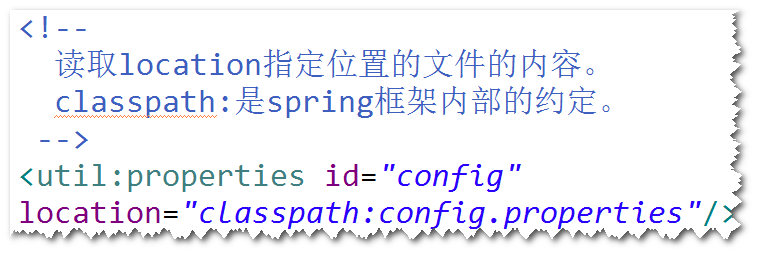 <!--
读取location指定位置的文件的内容。
classpath:是spring框架内部的约定。
-->
<util:properties id="config"
location="classpath:config.properties"/>